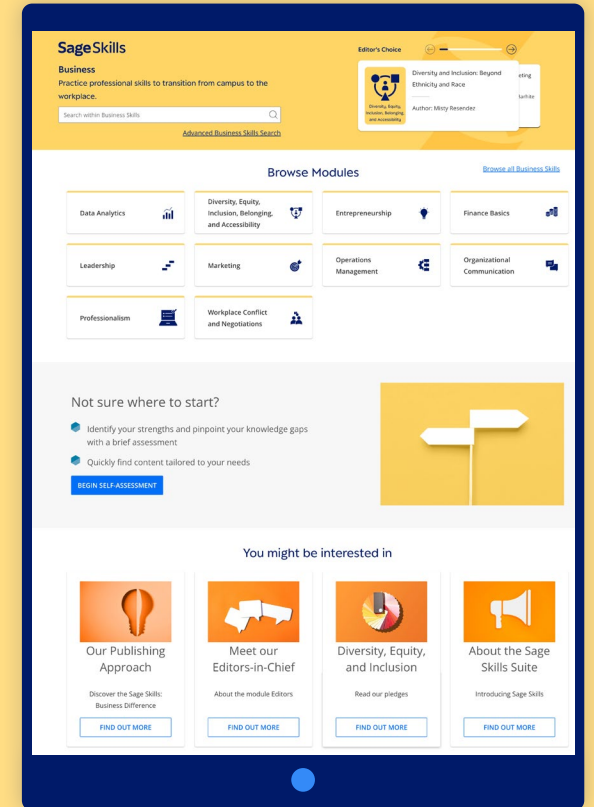 SageSkills
Business
Practice professional skills to transition from campus to the
workplace.
Search within Business Skills
Advanced Business Skills Search
Editor's Choice
Diversity, Equity,
Inclusion, Belonging,
and Accessibility
Diversity and Inclusion: Beyond
Ethnicity and Race
Author: Misty Resendez
Browse Modules
Browse all Business Skills
Data Analytics
Diversity, Equity,
Inclusion, Belonging,
and Accessibility
Entrepreneurship
Finance Basics
Leadership
Marketing
Operations
Management
Organizational
Communication
Professionalism
Workplace Conflict
and Negotiations
Not sure where to start?
Identify your strengths and pinpoint your knowledge gaps
with a brief assessment
Quickly find content tailored to your needs
BEGIN SELF-ASSESSMENT
You might be interested in
Our Publishing
Approach
Discover the Sage Skills:
Business Difference
FIND OUT MORE
Meet our
Editors-in-Chief
About the module Editors
FIND OUT MORE
Diversity, Equity,
and Inclusion
Read our pledges
FIND OUT MORE
About the Sage
Skills Suite
Introducing Sage Skills
FIND OUT MORE